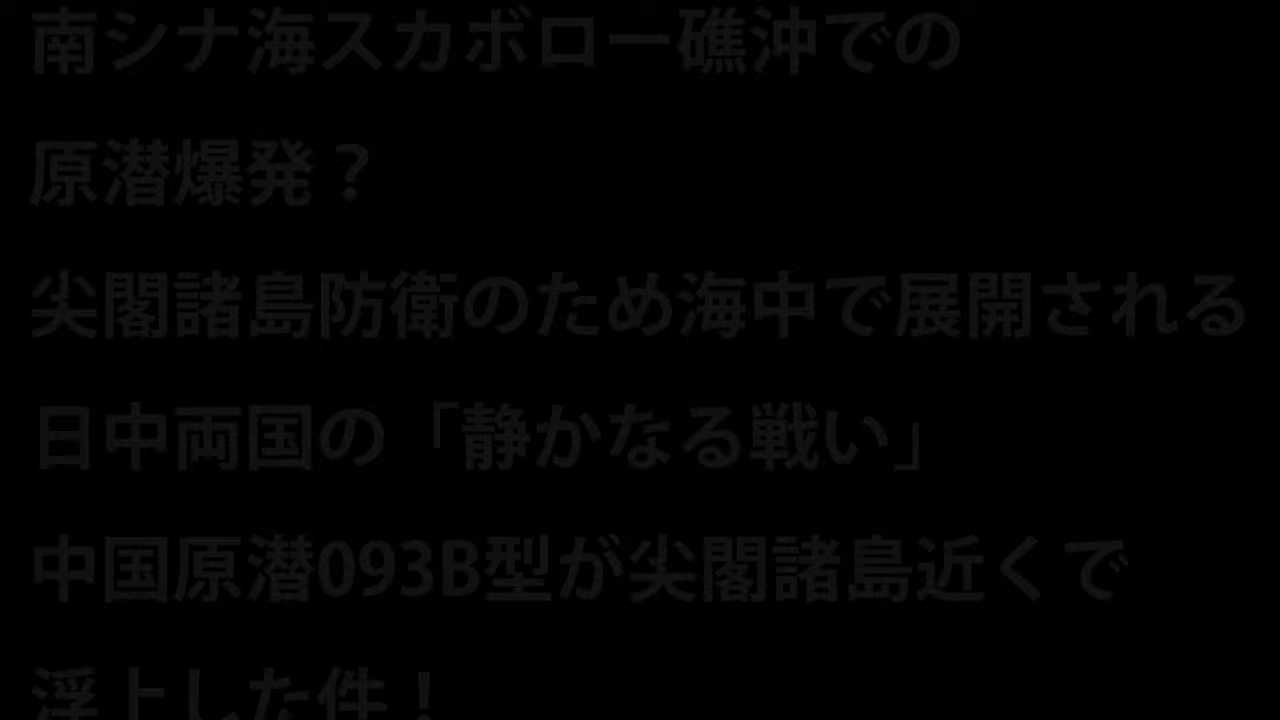 南シナ海スカボロー礁沖での
原潜爆発？
尖閣諸島防衛のため海中で展開される
日中両国の「静かなる戦い」
中国原潜093B型が尖閣諸島近くで
浮上した件！